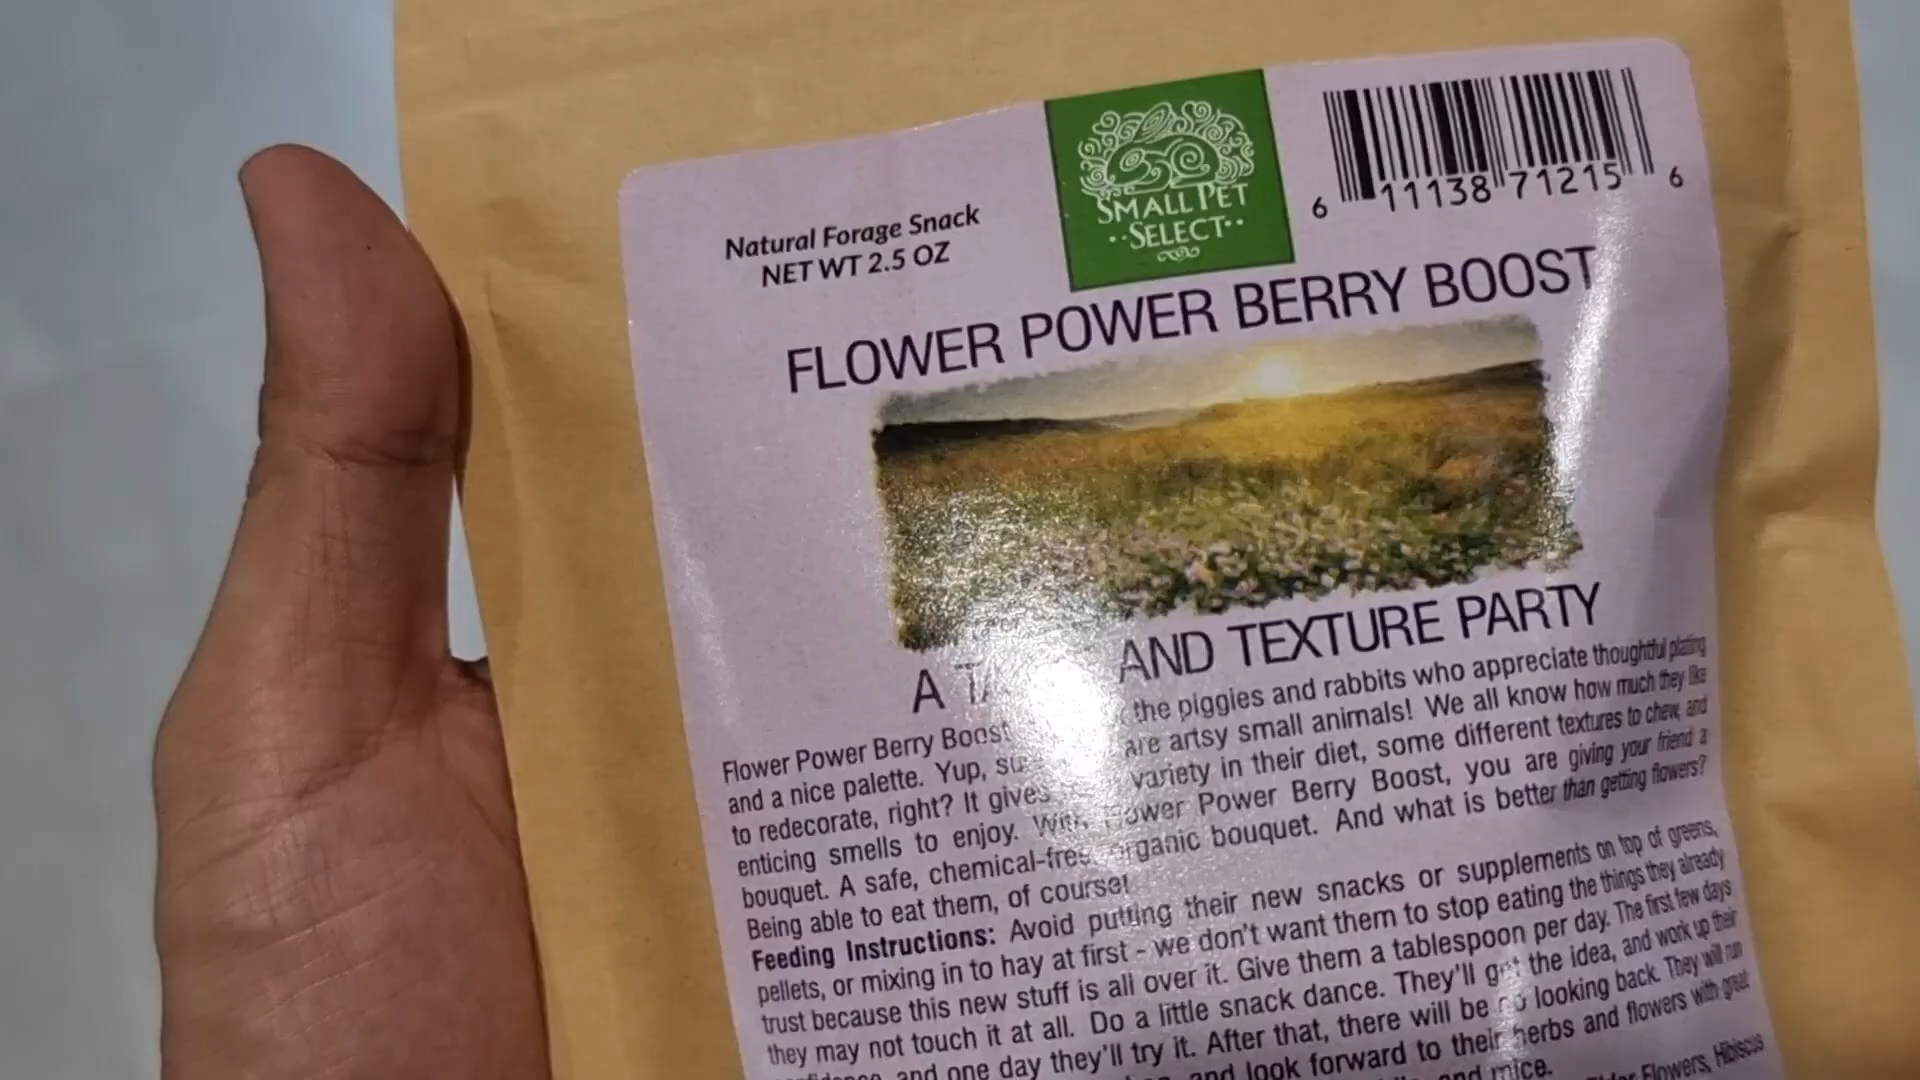 Natural Forage Snack
NET WT 2.5 OZ
SMALL PET
SELECT
6 11138 71215 6
FLOWER POWER BERRY BOOST
A AND TEXTURE PARTY
Flower Power Berry Boost the piggies and rabbits who appreciate thoughtful plating
and a nice palette. Yup, are artsy small animals! We all know how much they like
to redecorate, right? It gives variety in their diet, some different textures to chew, and
enticing smells to enjoy. With Flower Power Berry Boost, you are giving your friend a
bouquet. A safe, chemical-free, organic bouquet. And what is better than getting flowers?
Being able to eat them, of course!
Feeding Instructions: Avoid putting their new snacks or supplements on top of greens,
pellets, or mixing in to hay at first - we don't want them to stop eating the things they already
trust because this new stuff is all over it. Give them a tablespoon per day. The first few days
they may not touch it at all. Do a little snack dance. They'll get the idea, and work up their
and one day they'll try it. After that, there will be no looking back. They will run
and look forward to their herbs and flowers with great
and mice.
Flowers, Hibiscus